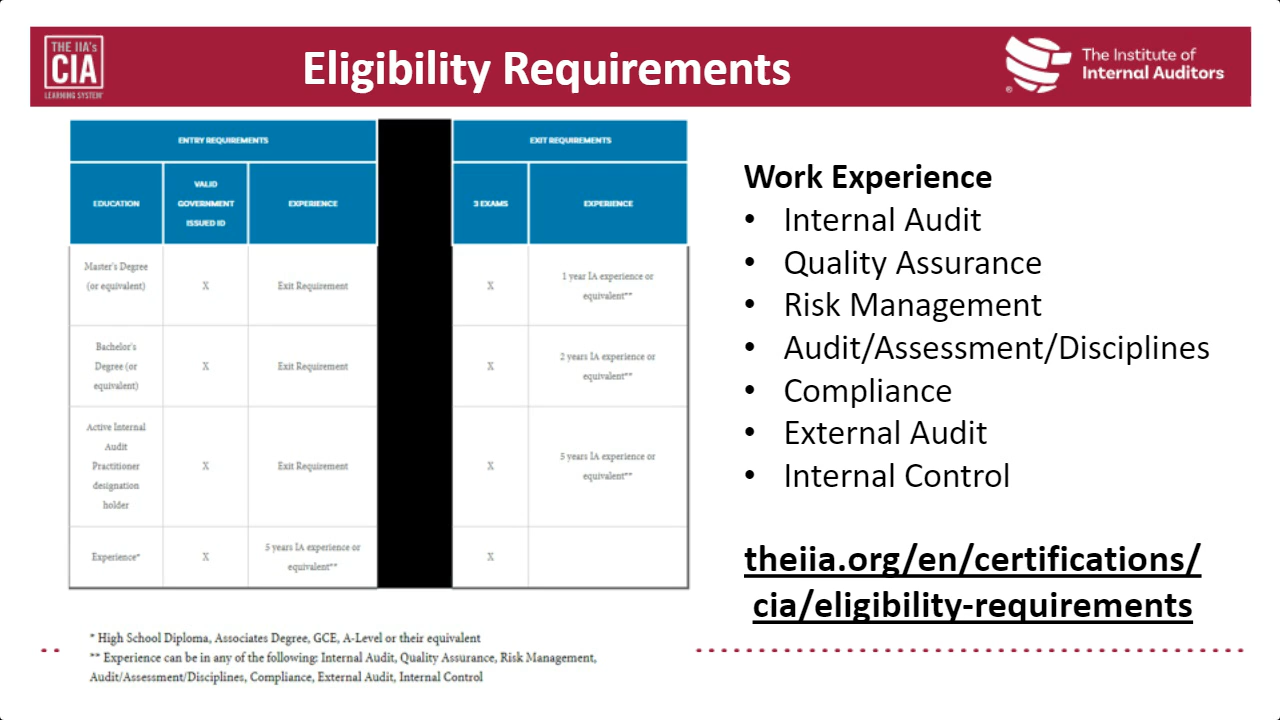 THE IIA's
CIA
LEARNING SYSTEM
Eligibility Requirements
The Institute of
Internal Auditors
®
ENTRY REQUIREMENTS
EXIT REQUIREMENTS
EDUCATION
VALID
GOVERNMENT
ISSUED ID
EXPERIENCE
3 EXAMS
EXPERIENCE
Master's Degree
(or equivalent)
X
Exit Requirement
X
1 year IA experience or
equivalent**
Bachelor's
Degree (or
equivalent)
X
Exit Requirement
X
2 years IA experience or
equivalent**
Active Internal
Audit
Practitioner
designation
holder
X
Exit Requirement
X
5 years IA experience or
equivalent**
Experience*
X
5 years IA experience or
equivalent**
X
* High School Diploma, Associates Degree, GCE, A-Level or their equivalent
** Experience can be in any of the following: Internal Audit, Quality Assurance, Risk Management,
Audit/Assessment/Disciplines, Compliance, External Audit, Internal Control
Work Experience
• Internal Audit
• Quality Assurance
• Risk Management
• Audit/Assessment/Disciplines
• Compliance
• External Audit
• Internal Control
theiia.org/en/certifications/
cia/eligibility-requirements